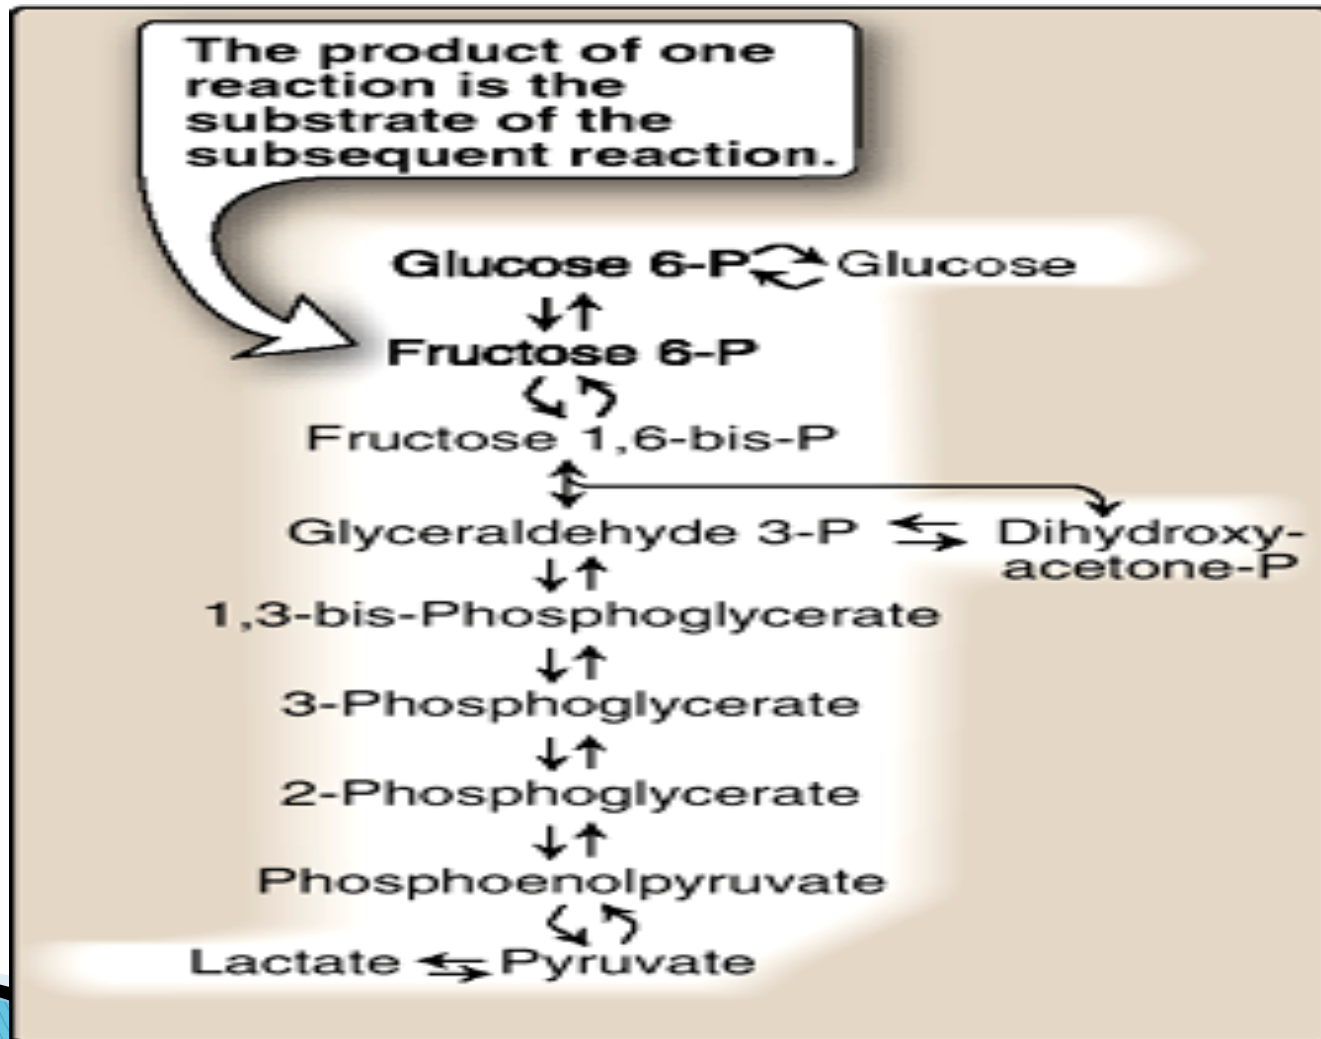 The product of one
reaction is the
substrate of the
subsequent reaction.
Glucose 6-P Glucose
Fructose 6-P
Fructose 1,6-bis-P
Glyceraldehyde 3-P Dihydroxy-
acetone-P
1,3-bis-Phosphoglycerate
3-Phosphoglycerate
2-Phosphoglycerate
Phosphoenolpyruvate
Lactate Pyruvate